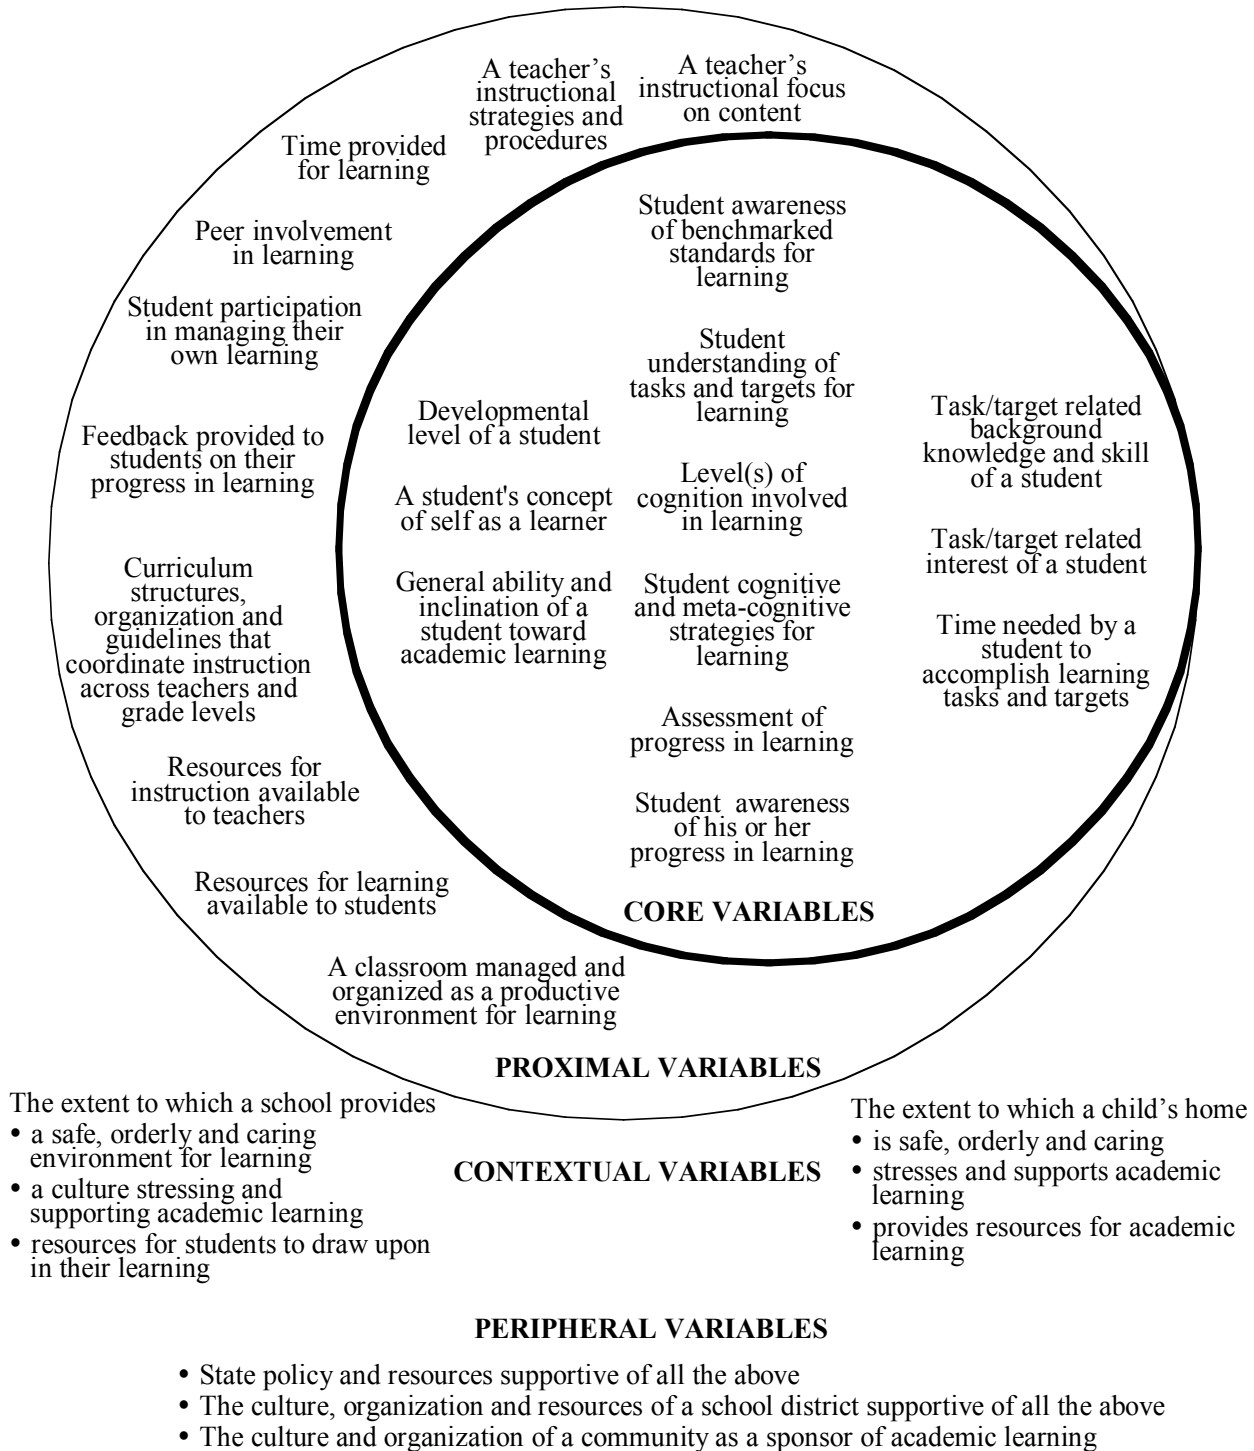 A teacher’s
instructional
strategies and
procedures
A teacher’s
instructional focus
on content
Time provided
for learning
Peer involvement
in learning
Student participation
in managing their
own learning
Feedback provided to
students on their
progress in learning
Curriculum
structures,
organization and
guidelines that
coordinate instruction
across teachers and
grade levels
Resources for
instruction available
to teachers
Resources for learning
available to students
A classroom managed and
organized as a productive
environment for learning
PROXIMAL VARIABLES
Developmental
level of a student
A student's concept
of self as a learner
General ability and
inclination of a
student toward
academic learning
Student awareness
of benchmarked
standards for
learning
Student
understanding of
tasks and targets for
learning
Level(s) of
cognition involved
in learning
Student cognitive
and meta-cognitive
strategies for
learning
Assessment of
progress in learning
Student awareness
of his or her
progress in learning
Task/target related
background
knowledge and skill
of a student
Task/target related
interest of a student
Time needed by a
student to
accomplish learning
tasks and targets
CORE VARIABLES
The extent to which a school provides
• a safe, orderly and caring
environment for learning
• a culture stressing and
supporting academic learning
• resources for students to draw upon
in their learning
CONTEXTUAL VARIABLES
The extent to which a child’s home
• is safe, orderly and caring
• stresses and supports academic
learning
• provides resources for academic
learning
PERIPHERAL VARIABLES
• State policy and resources supportive of all the above
• The culture, organization and resources of a school district supportive of all the above
• The culture and organization of a community as a sponsor of academic learning